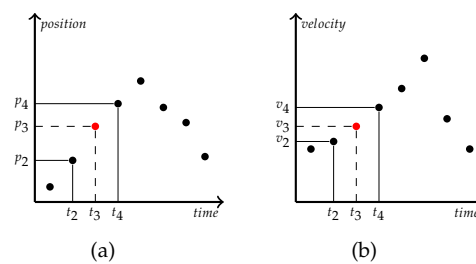 position
p₄
p₃
p₂
t₂ t₃ t₄ time
(a)
velocity
v₄
v₃
v₂
t₂ t₃ t₄ time
(b)